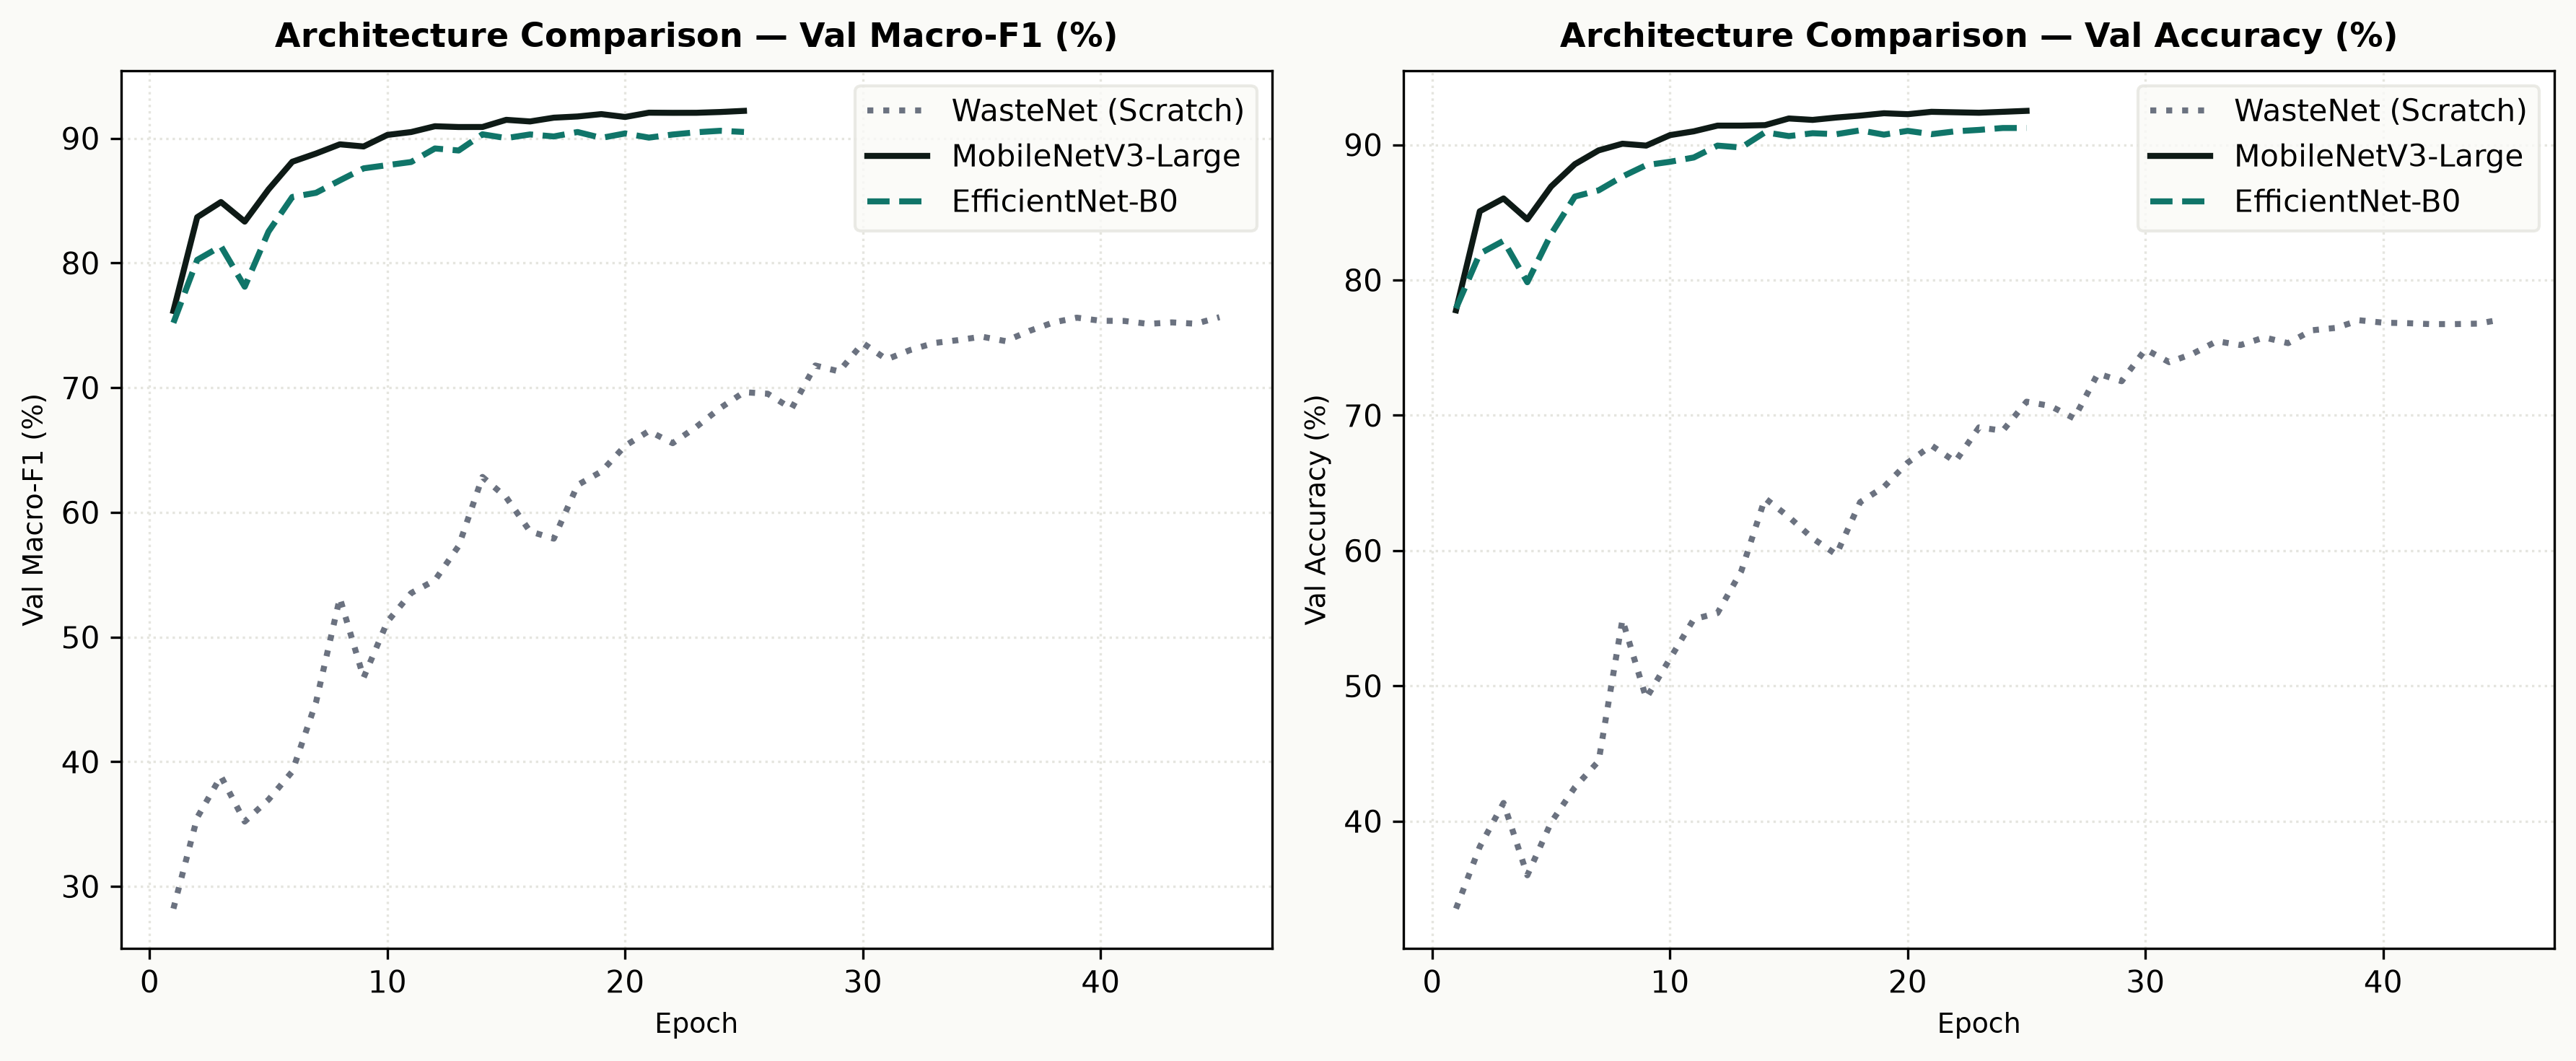 Architecture Comparison — Val Macro-F1 (%)
Val Macro-F1 (%)
90
80
70
60
50
40
30
0
10
20
30
40
Epoch
WasteNet (Scratch)
MobileNetV3-Large
EfficientNet-B0
Architecture Comparison — Val Accuracy (%)
Val Accuracy (%)
90
80
70
60
50
40
0
10
20
30
40
Epoch
WasteNet (Scratch)
MobileNetV3-Large
EfficientNet-B0